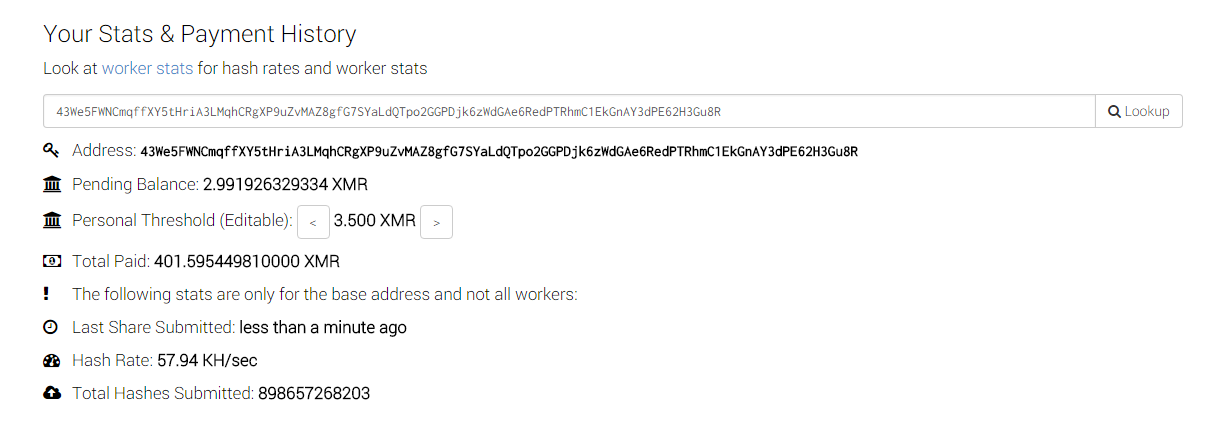 Your Stats & Payment History
Look at worker stats for hash rates and worker stats
43We5FWNCmqffXY5tHriA3LMqhCRgXP9uZvMAZ8gfG7SYaLdQTpo2GGPDjk6zWdGAe6RedPTRhmC1EkGnAY3dPE62H3Gu8R Lookup
Address: 43We5FWNCmqffXY5tHriA3LMqhCRgXP9uZvMAZ8gfG7SYaLdQTpo2GGPDjk6zWdGAe6RedPTRhmC1EkGnAY3dPE62H3Gu8R
Pending Balance: 2.991926329334 XMR
Personal Threshold (Editable): < 3.500 XMR >
Total Paid: 401.595449810000 XMR
! The following stats are only for the base address and not all workers:
Last Share Submitted: less than a minute ago
Hash Rate: 57.94 KH/sec
Total Hashes Submitted: 898657268203